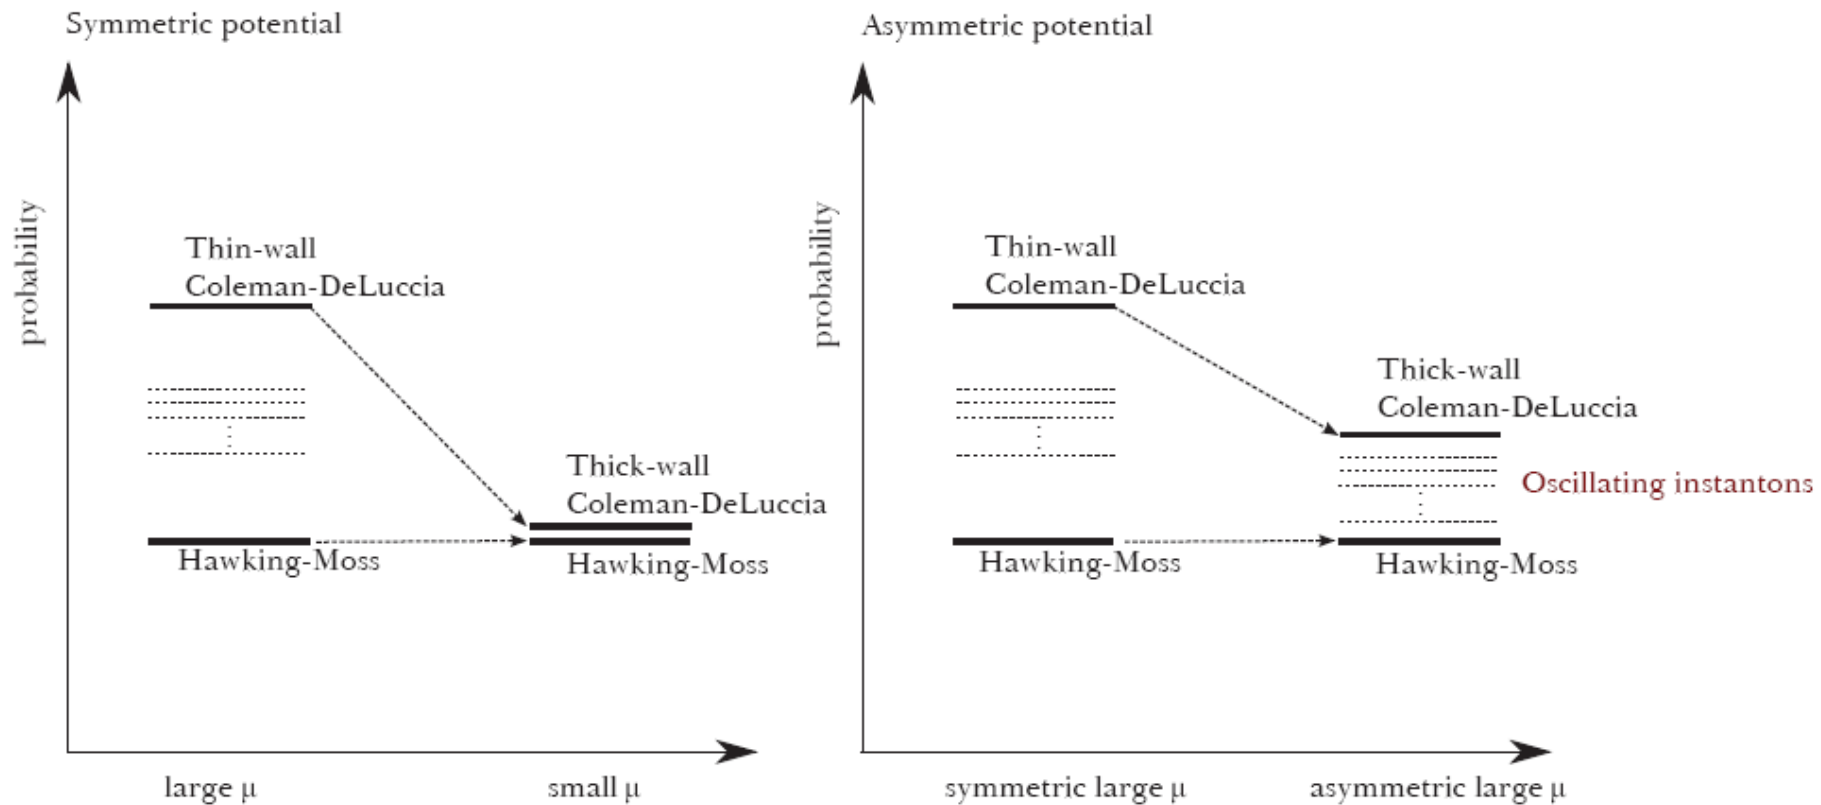 Symmetric potential
probability
Thin-wall
Coleman-DeLuccia
Thick-wall
Coleman-DeLuccia
Hawking-Moss
Hawking-Moss
large μ
small μ
Asymmetric potential
probability
Thin-wall
Coleman-DeLuccia
Thick-wall
Coleman-DeLuccia
Oscillating instantons
Hawking-Moss
Hawking-Moss
symmetric large μ
asymmetric large μ